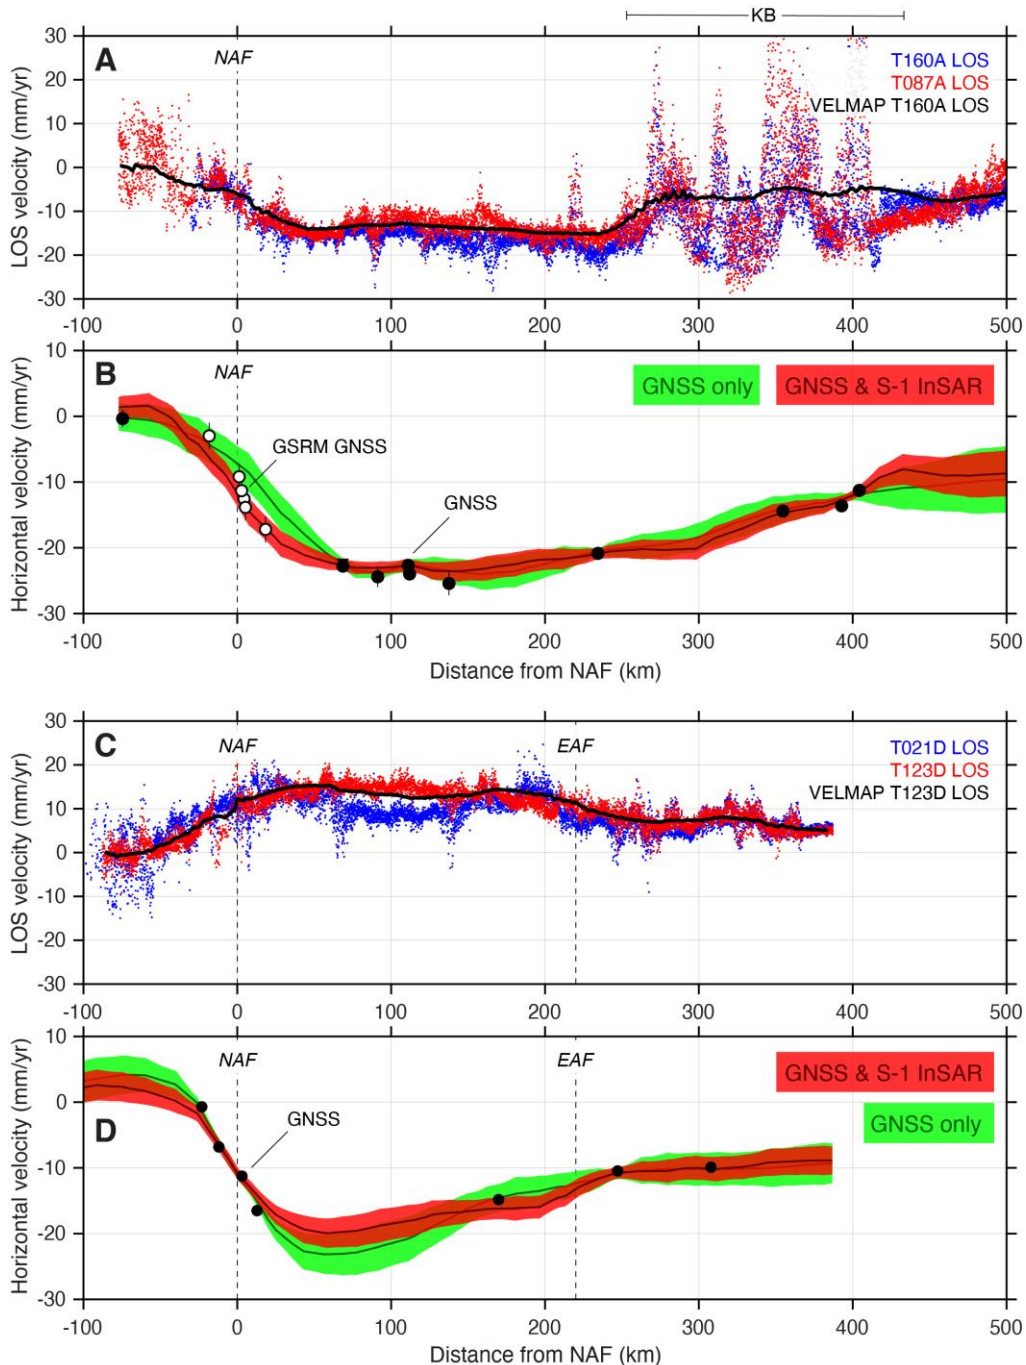 KB
A
NAF
T160A LOS
T087A LOS
VELMAP T160A LOS
LOS velocity (mm/yr)
30
20
10
0
-10
-20
-30
-100
0
100
200
300
400
500
B
NAF
GNSS only
GNSS & S-1 InSAR
GSRM GNSS
GNSS
Horizontal velocity (mm/yr)
10
0
-10
-20
-30
-100
0
100
200
300
400
500
Distance from NAF (km)
C
NAF
EAF
T021D LOS
T123D LOS
VELMAP T123D LOS
LOS velocity (mm/yr)
30
20
10
0
-10
-20
-30
-100
0
100
200
300
400
500
D
NAF
EAF
GNSS & S-1 InSAR
GNSS only
GNSS
Horizontal velocity (mm/yr)
10
0
-10
-20
-30
-100
0
100
200
300
400
500
Distance from NAF (km)